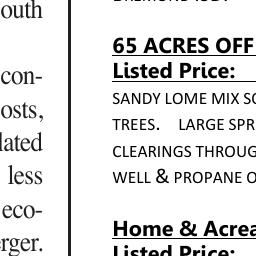 outh
con-
osts,
lated
less
eco-
rger.
65 ACRES OFF
Listed Price:
SANDY LOME MIX SO
TREES. LARGE SPR
CLEARINGS THROUG
WELL & PROPANE O
Home & Acrea
Listed Price: